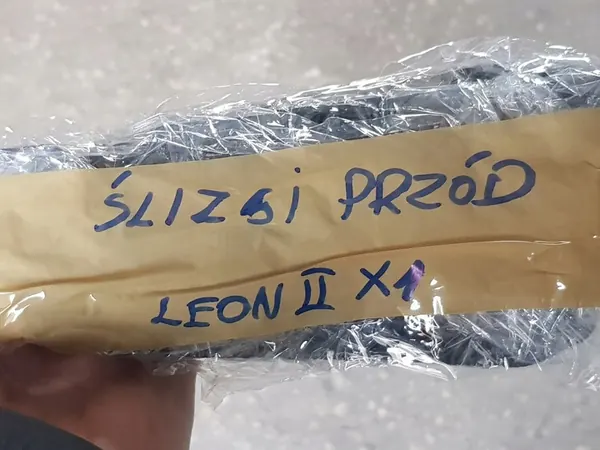 ŚLIZGi PRZÓD
LEON II X1